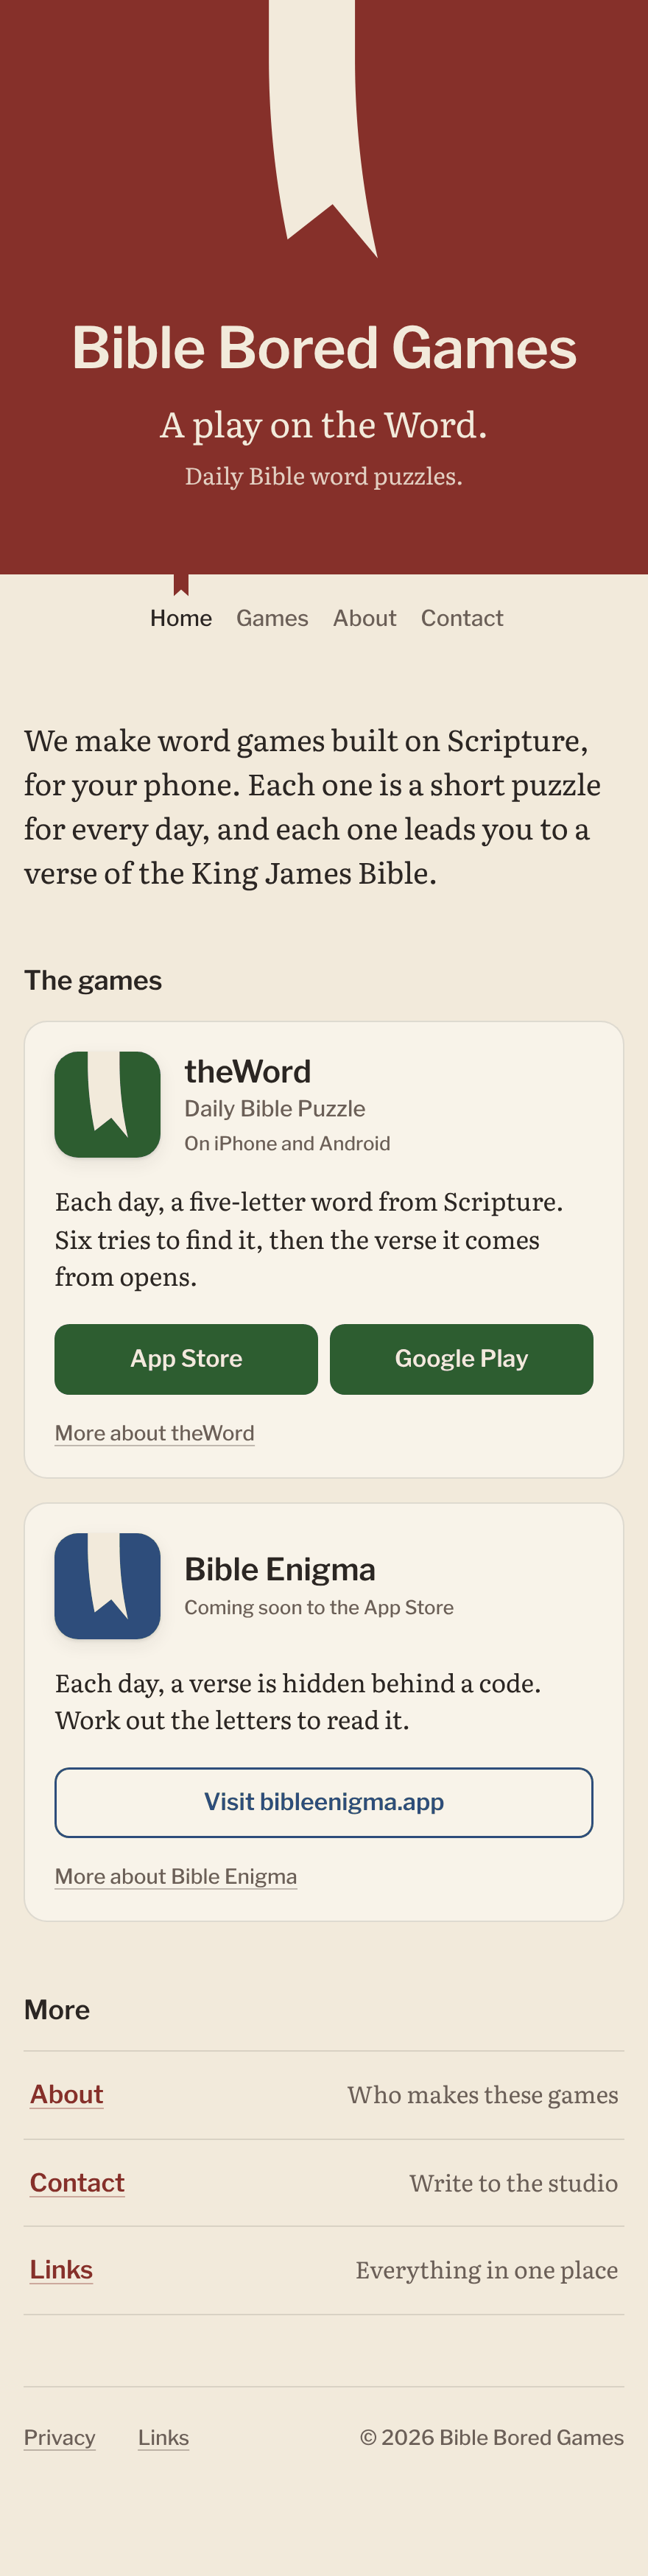 Bible Bored Games
A play on the Word.
Daily Bible word puzzles.
Home Games About Contact
We make word games built on Scripture,
for your phone. Each one is a short puzzle
for every day, and each one leads you to a
verse of the King James Bible.
The games
theWord
Daily Bible Puzzle
On iPhone and Android
Each day, a five-letter word from Scripture.
Six tries to find it, then the verse it comes
from opens.
App Store Google Play
More about theWord
Bible Enigma
Coming soon to the App Store
Each day, a verse is hidden behind a code.
Work out the letters to read it.
Visit bibleenigma.app
More about Bible Enigma
More
About Who makes these games
Contact Write to the studio
Links Everything in one place
Privacy Links © 2026 Bible Bored Games